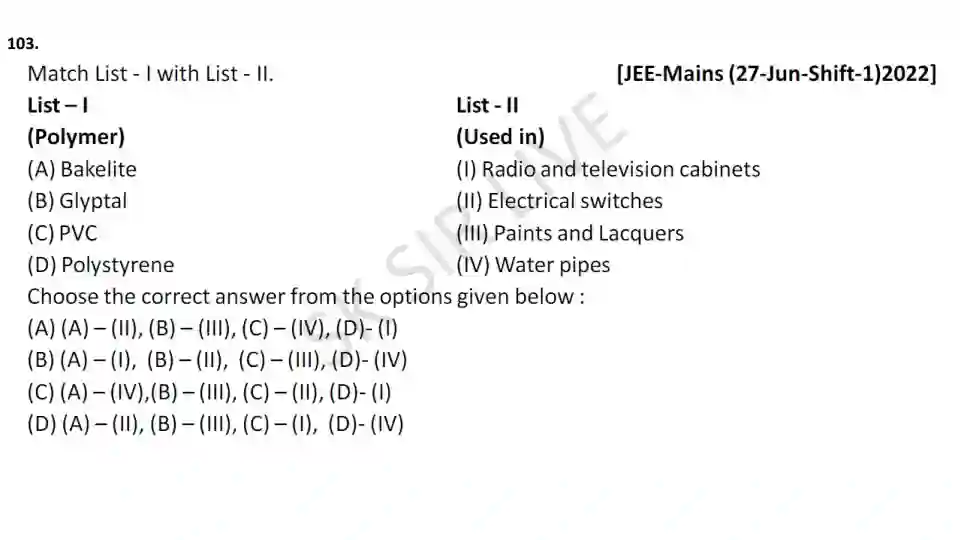 103.
Match List - I with List - II. [JEE-Mains (27-Jun-Shift-1)2022]
List – I List - II
(Polymer) (Used in)
(A) Bakelite (I) Radio and television cabinets
(B) Glyptal (II) Electrical switches
(C) PVC (III) Paints and Lacquers
(D) Polystyrene (IV) Water pipes
Choose the correct answer from the options given below :
(A) (A) – (II), (B) – (III), (C) – (IV), (D)- (I)
(B) (A) – (I), (B) – (II), (C) – (III), (D)- (IV)
(C) (A) – (IV),(B) – (III), (C) – (II), (D)- (I)
(D) (A) – (II), (B) – (III), (C) – (I), (D)- (IV)
SK SIR LIVE